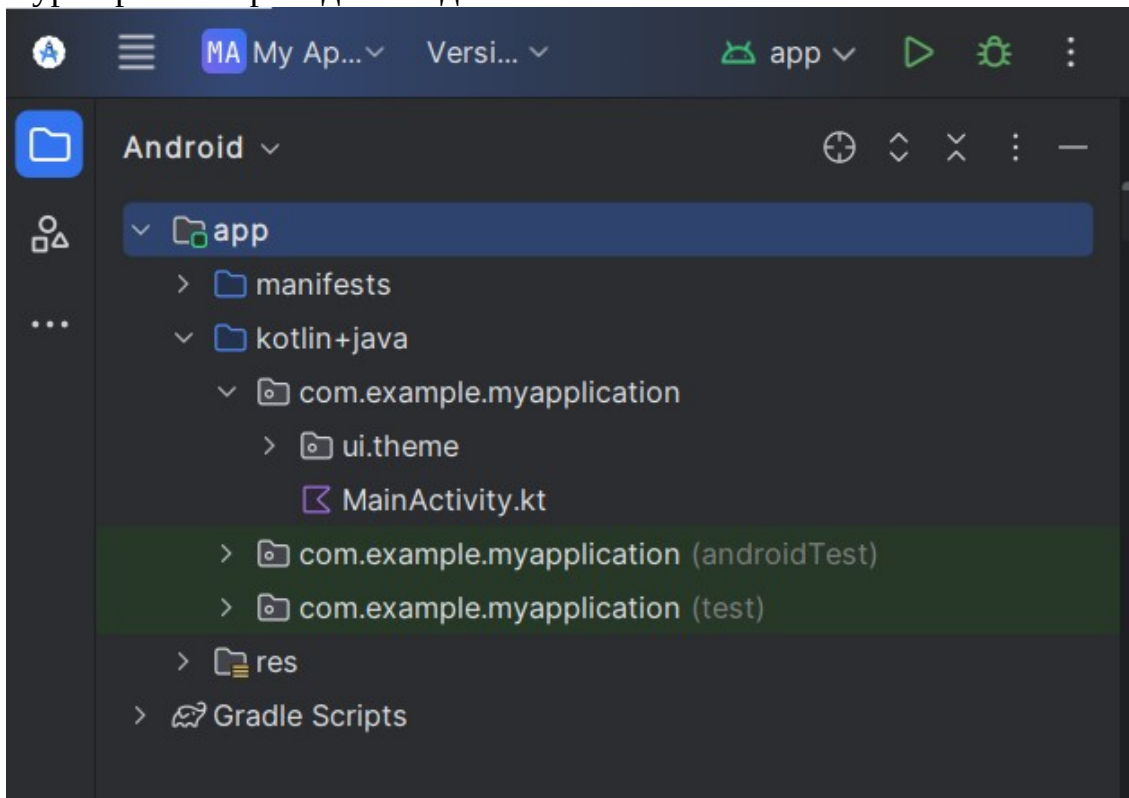 MA My Ap... Versi... app
Android
app
manifests
kotlin+java
com.example.myapplication
ui.theme
MainActivity.kt
com.example.myapplication (androidTest)
com.example.myapplication (test)
res
Gradle Scripts